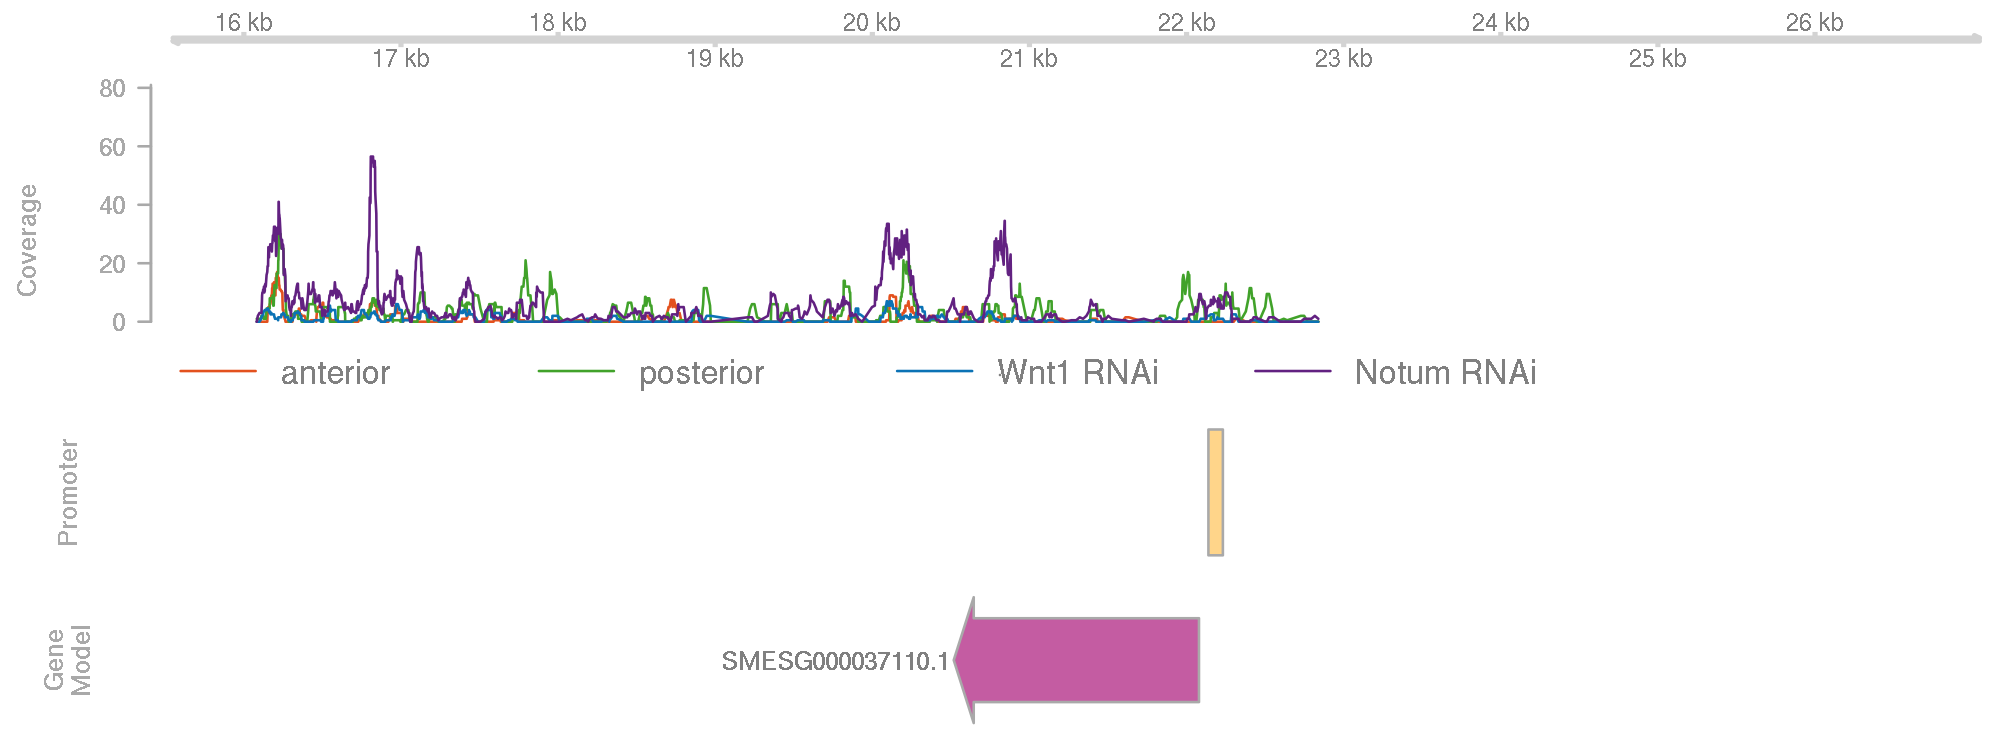 16 kb 18 kb 20 kb 22 kb 24 kb 26 kb
17 kb 19 kb 21 kb 23 kb 25 kb
80
60
40
20
0
Coverage
anterior posterior Wnt1 RNAi Notum RNAi
Promoter
Gene
Model
SMESG000037110.1